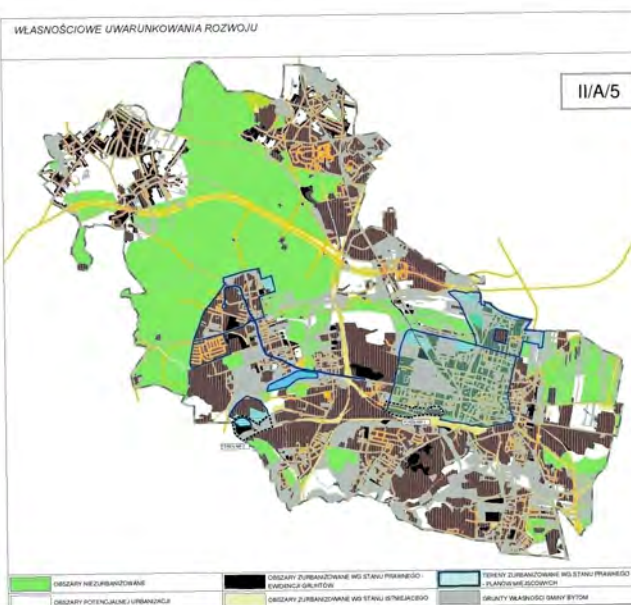 WŁASNOŚCIOWE UWARUNKOWANIA ROZWOJU
II/A/5
OBSZARY NIEZURBANIZOWANE
OBSZARY ZURBANIZOWANE WG STANU PRAWNEGO -
EWIDENCJI GRUNTÓW
TERENY ZURBANIZOWANE WG STANU PRAWNEGO
- PLANÓW MIEJSCOWYCH
OBSZARY POTENCJALNEJ URBANIZACJI
OBSZARY ZURBANIZOWANE WG STANU ISTNIEJĄCEGO
GRUNTY WŁASNOŚCI GMINY BYTOM